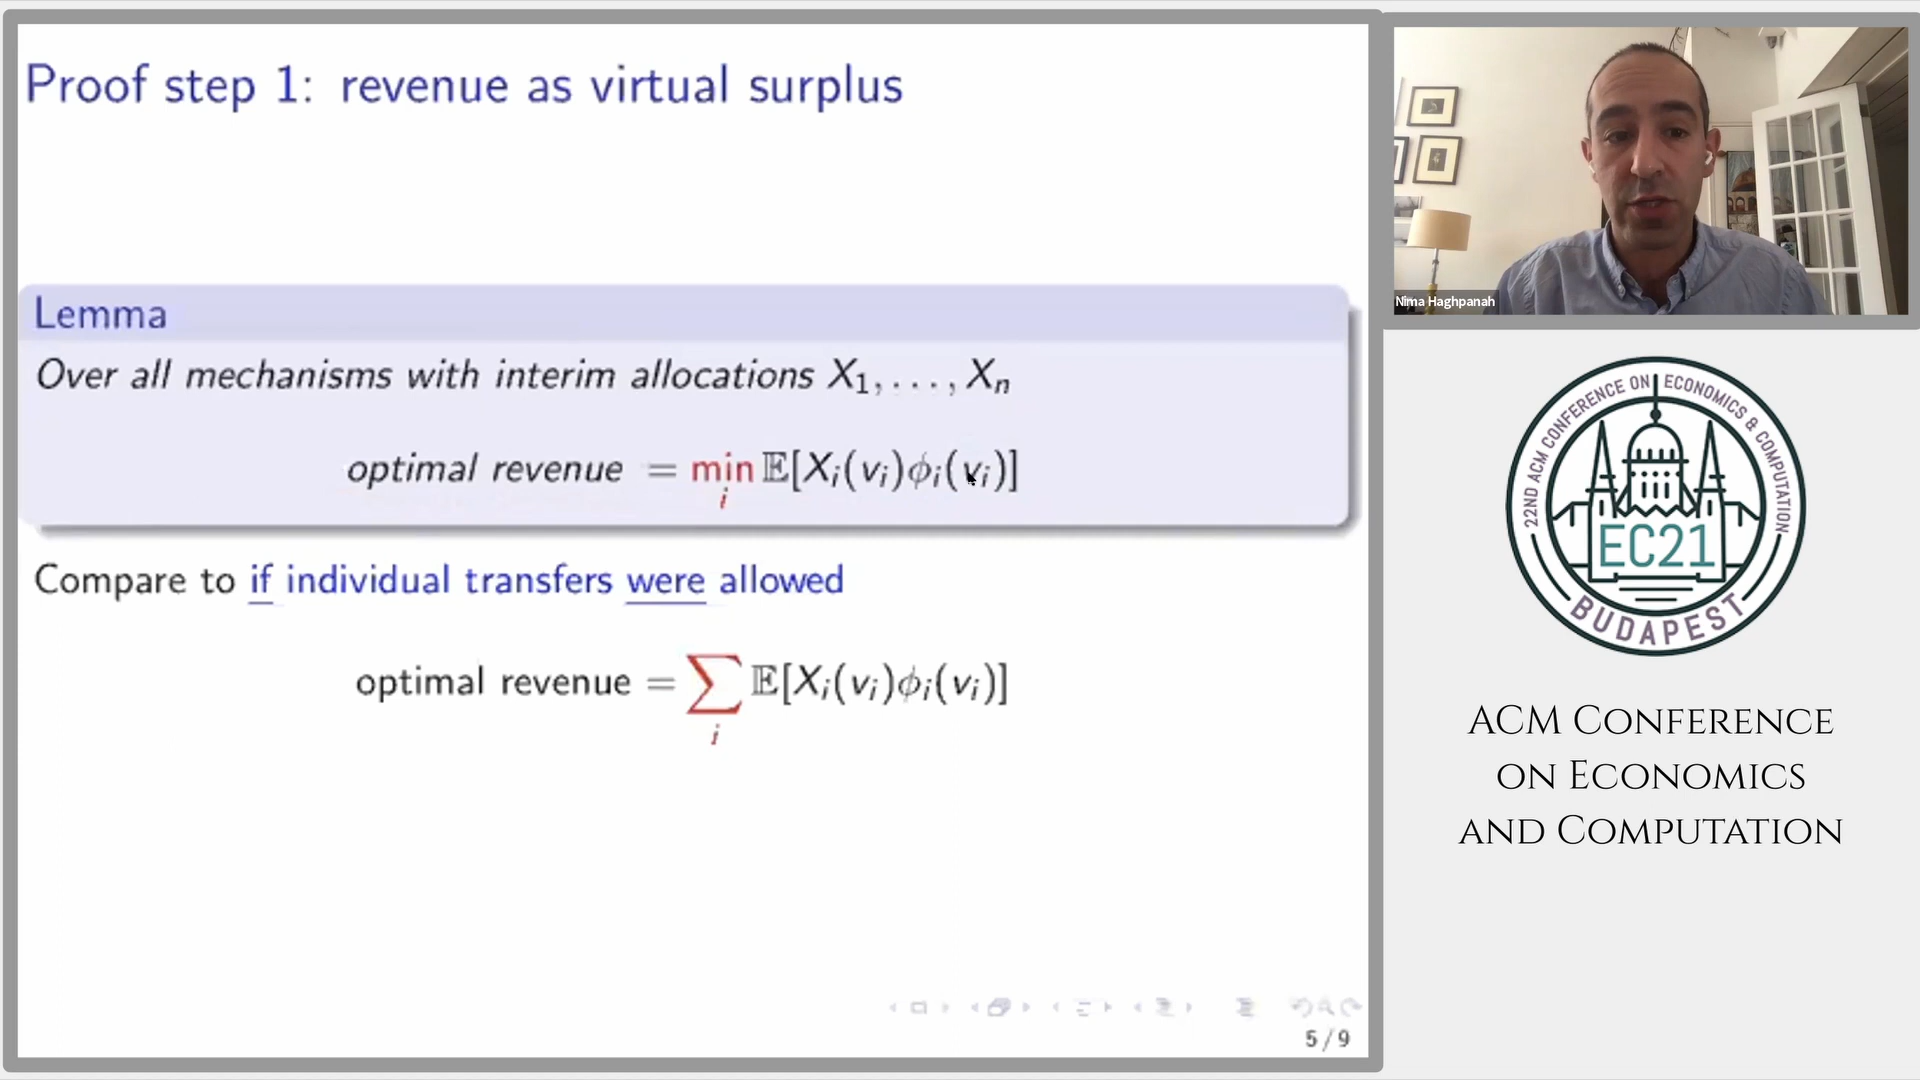 Proof step 1: revenue as virtual surplus
Lemma
Over all mechanisms with interim allocations X₁, . . . , Xₙ
optimal revenue = min_i 𝔼[Xᵢ(vᵢ)ϕᵢ(vᵢ)]
Compare to if individual transfers were allowed
optimal revenue = ∑_i 𝔼[Xᵢ(vᵢ)ϕᵢ(vᵢ)]
5 / 9
Nima Haghpanah
22ND ACM CONFERENCE ON ECONOMICS & COMPUTATION
EC21
BUDAPEST
ACM CONFERENCE
ON ECONOMICS
AND COMPUTATION